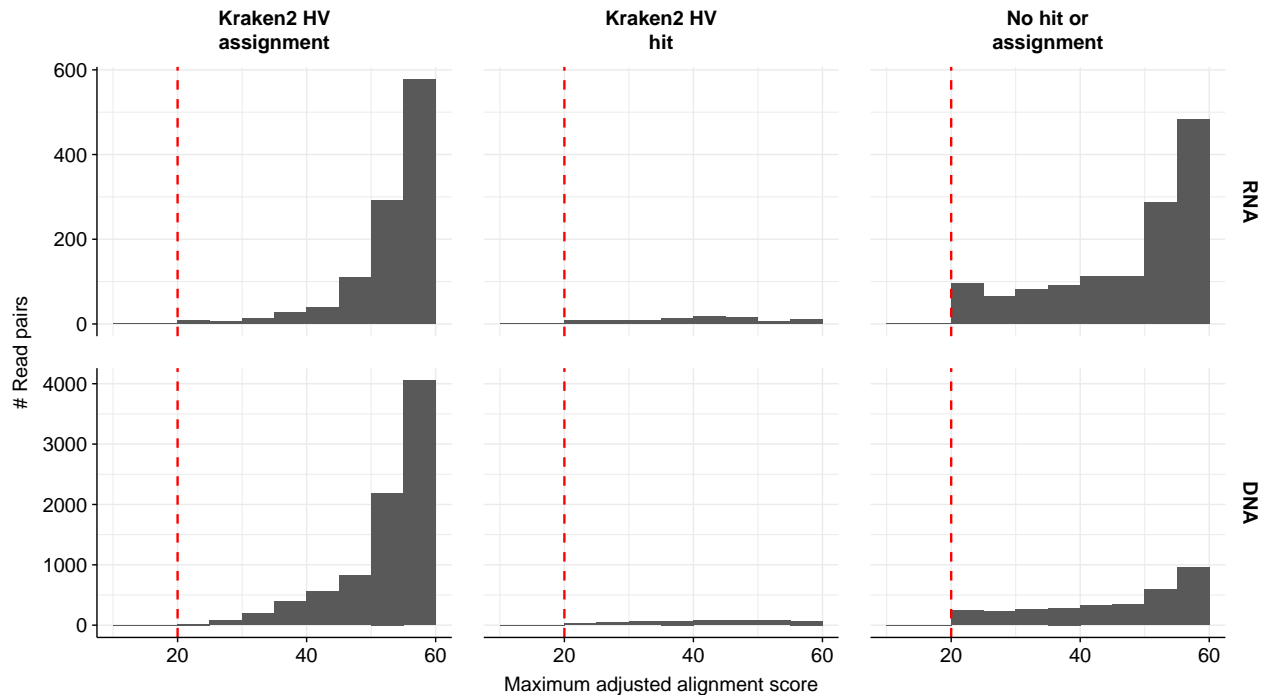 Kraken2 HV
assignment
Kraken2 HV
hit
No hit or
assignment
600
400
200
0
RNA
# Read pairs
4000
3000
2000
1000
0
DNA
20 40 60
20 40 60
20 40 60
Maximum adjusted alignment score